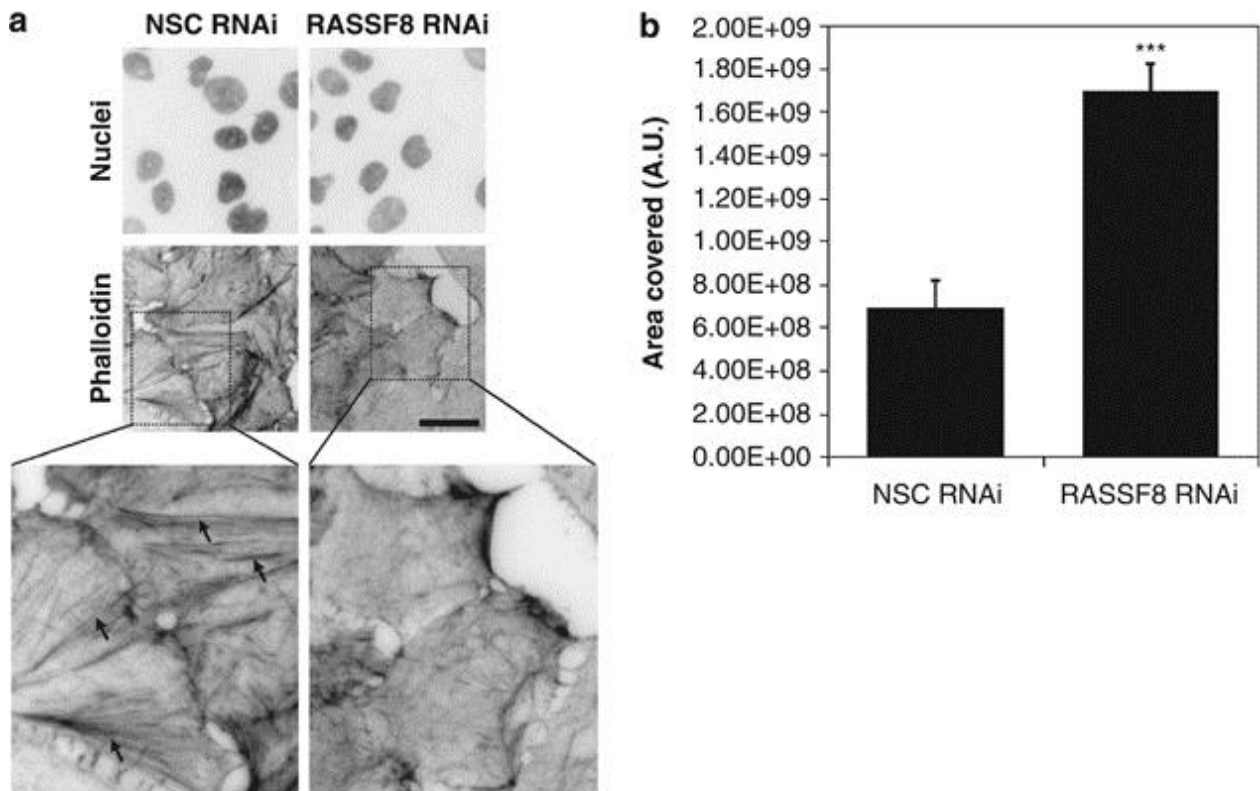 a
NSC RNAi RASSF8 RNAi
Nuclei
Phalloidin
b
Area covered (A.U.)
2.00E+09
1.80E+09
1.60E+09
1.40E+09
1.20E+09
1.00E+09
8.00E+08
6.00E+08
4.00E+08
2.00E+08
0.00E+00
***
NSC RNAi RASSF8 RNAi